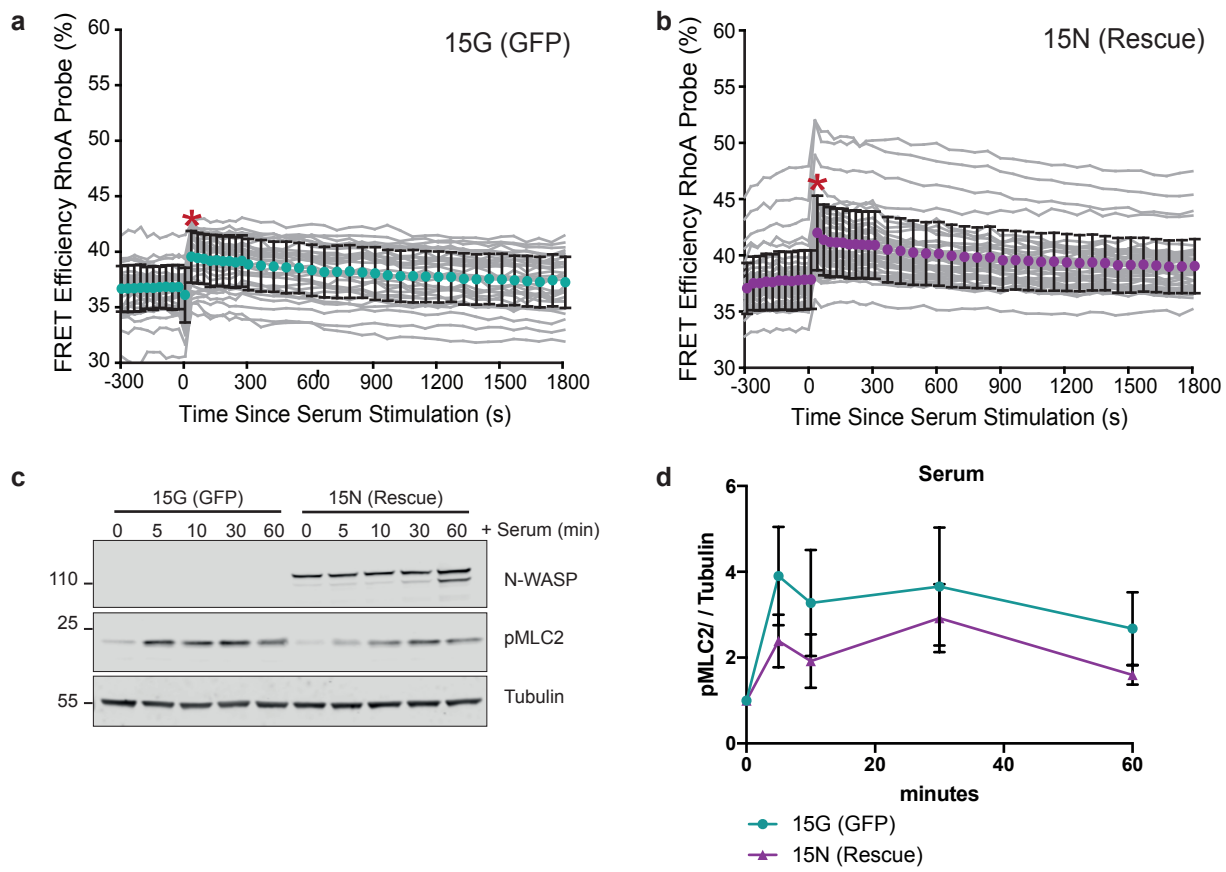 a
15G (GFP)
FRET Efficiency RhoA Probe (%)
60
55
50
45
40
35
30
-300 0 300 600 900 1200 1500 1800
Time Since Serum Stimulation (s)
b
15N (Rescue)
FRET Efficiency RhoA Probe (%)
60
55
50
45
40
35
30
-300 0 300 600 900 1200 1500 1800
Time Since Serum Stimulation (s)
c
15G (GFP) 15N (Rescue)
0 5 10 30 60 0 5 10 30 60 + Serum (min)
110 N-WASP
25 pMLC2
55 Tubulin
d
Serum
pMLC2/ / Tubulin
6
4
2
0
0 20 40 60
minutes
15G (GFP)
15N (Rescue)